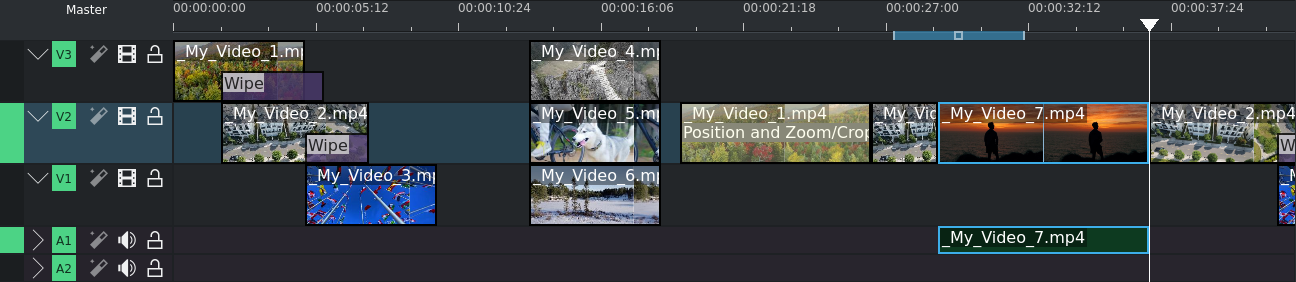 Master
00:00:00:00 00:00:05:12 00:00:10:24 00:00:16:06 00:00:21:18 00:00:27:00 00:00:32:12 00:00:37:24
V3 _My_Video_1.mp _My_Video_4.m
Wipe
V2 _My_Video_2.mp4 _My_Video_5.m _My_Video_1.mp4 _My_Vid _My_Video_7.mp4 _My_Video_2.mp4
Position and Zoom/Crop
Wipe W
V1 _My_Video_3.mp _My_Video_6.m _M
A1 _My_Video_7.mp4
A2